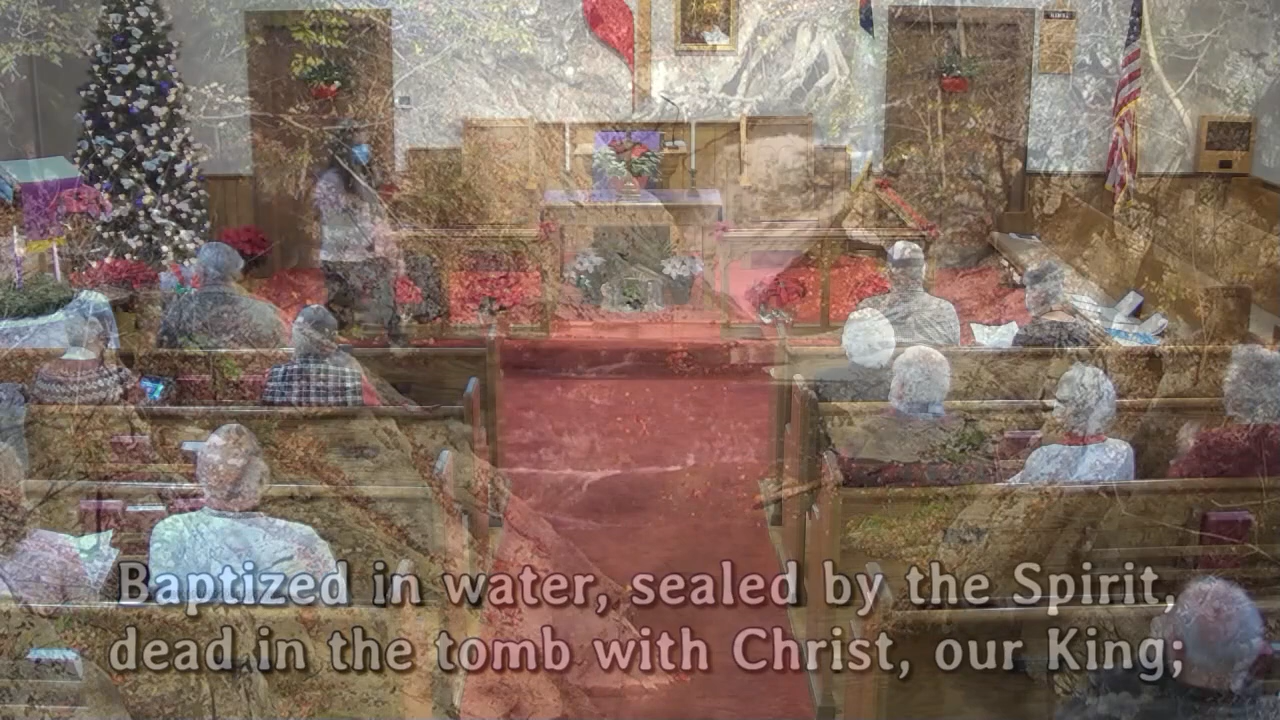 Baptized in water, sealed by the Spirit,
dead in the tomb with Christ, our King;